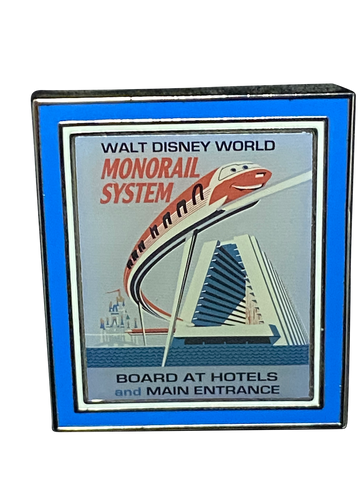 WALT DISNEY WORLD
MONORAIL
SYSTEM
BOARD AT HOTELS
and MAIN ENTRANCE